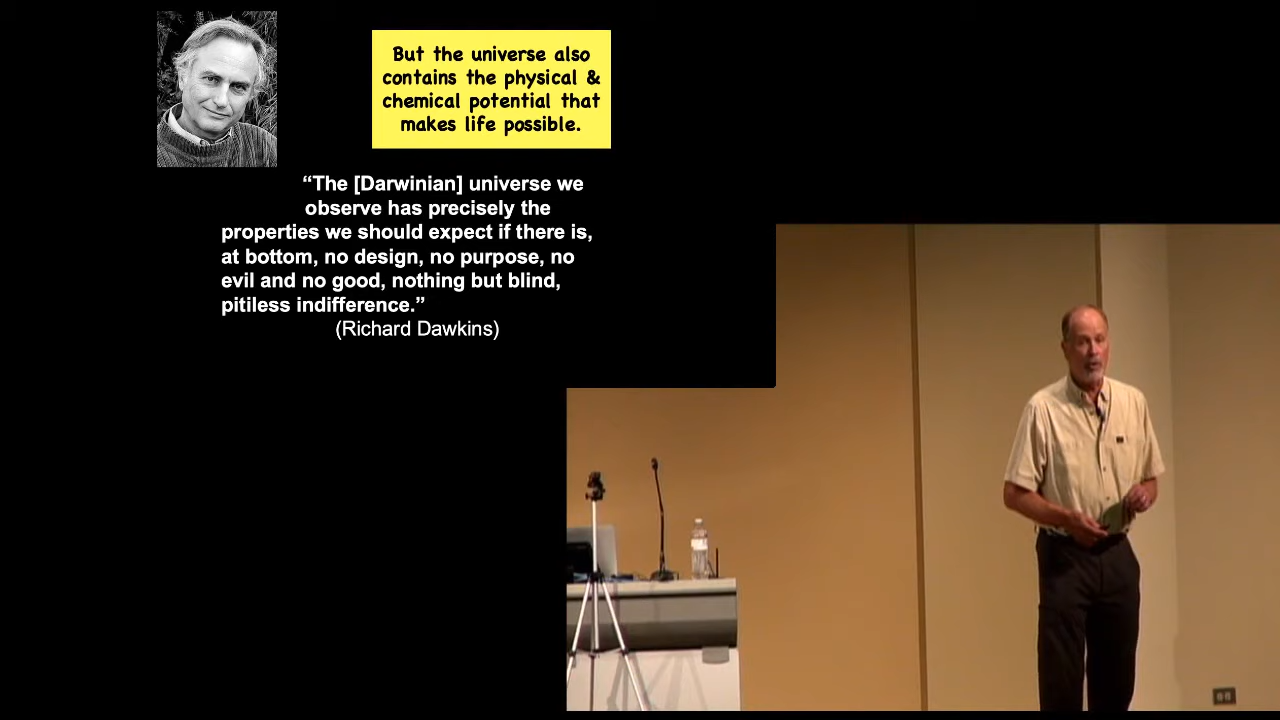 But the universe also
contains the physical &
chemical potential that
makes life possible.
“The [Darwinian] universe we
observe has precisely the
properties we should expect if there is,
at bottom, no design, no purpose, no
evil and no good, nothing but blind,
pitiless indifference.”
(Richard Dawkins)